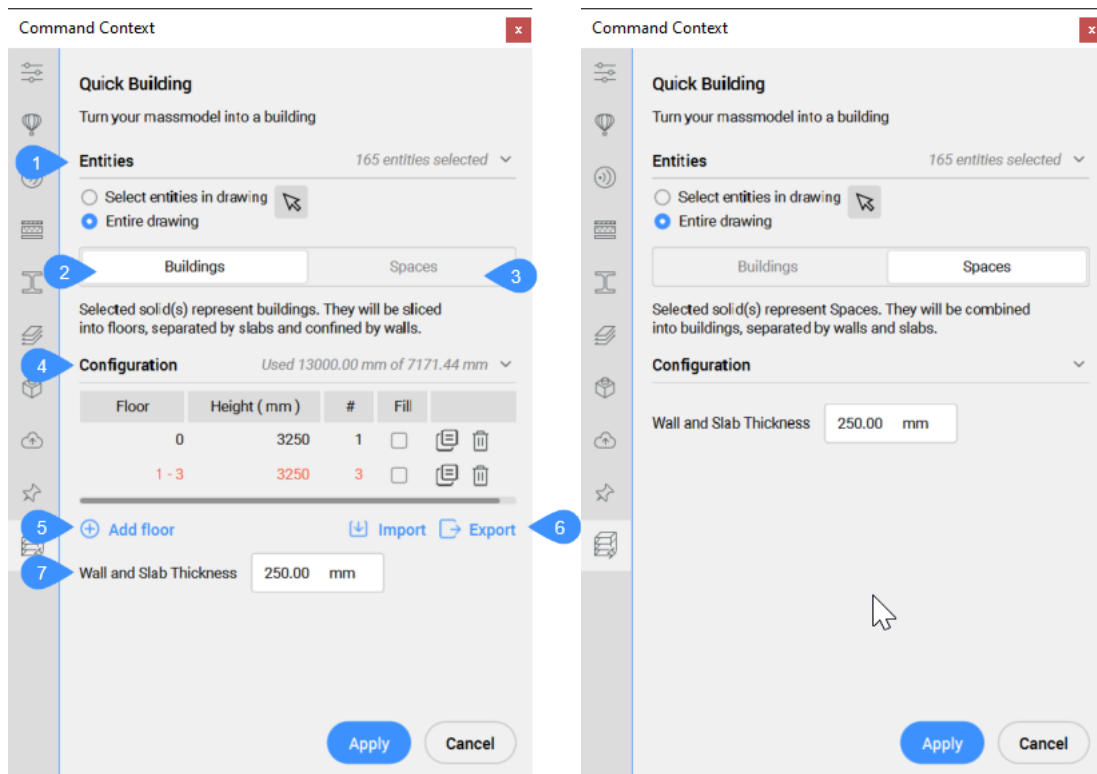 Command Context
x
Quick Building
Turn your massmodel into a building
1
Entities
165 entities selected
Select entities in drawing
Entire drawing
2
Buildings
Spaces
3
Selected solid(s) represent buildings. They will be sliced
into floors, separated by slabs and confined by walls.
4
Configuration
Used 13000.00 mm of 7171.44 mm
Floor Height ( mm ) # Fill
0 3250 1
1 - 3 3250 3
5
Add floor
Import
Export
6
7
Wall and Slab Thickness
250.00 mm
Apply
Cancel
Command Context
x
Quick Building
Turn your massmodel into a building
Entities
165 entities selected
Select entities in drawing
Entire drawing
Buildings
Spaces
Selected solid(s) represent Spaces. They will be combined
into buildings, separated by walls and slabs.
Configuration
Wall and Slab Thickness
250.00 mm
Apply
Cancel